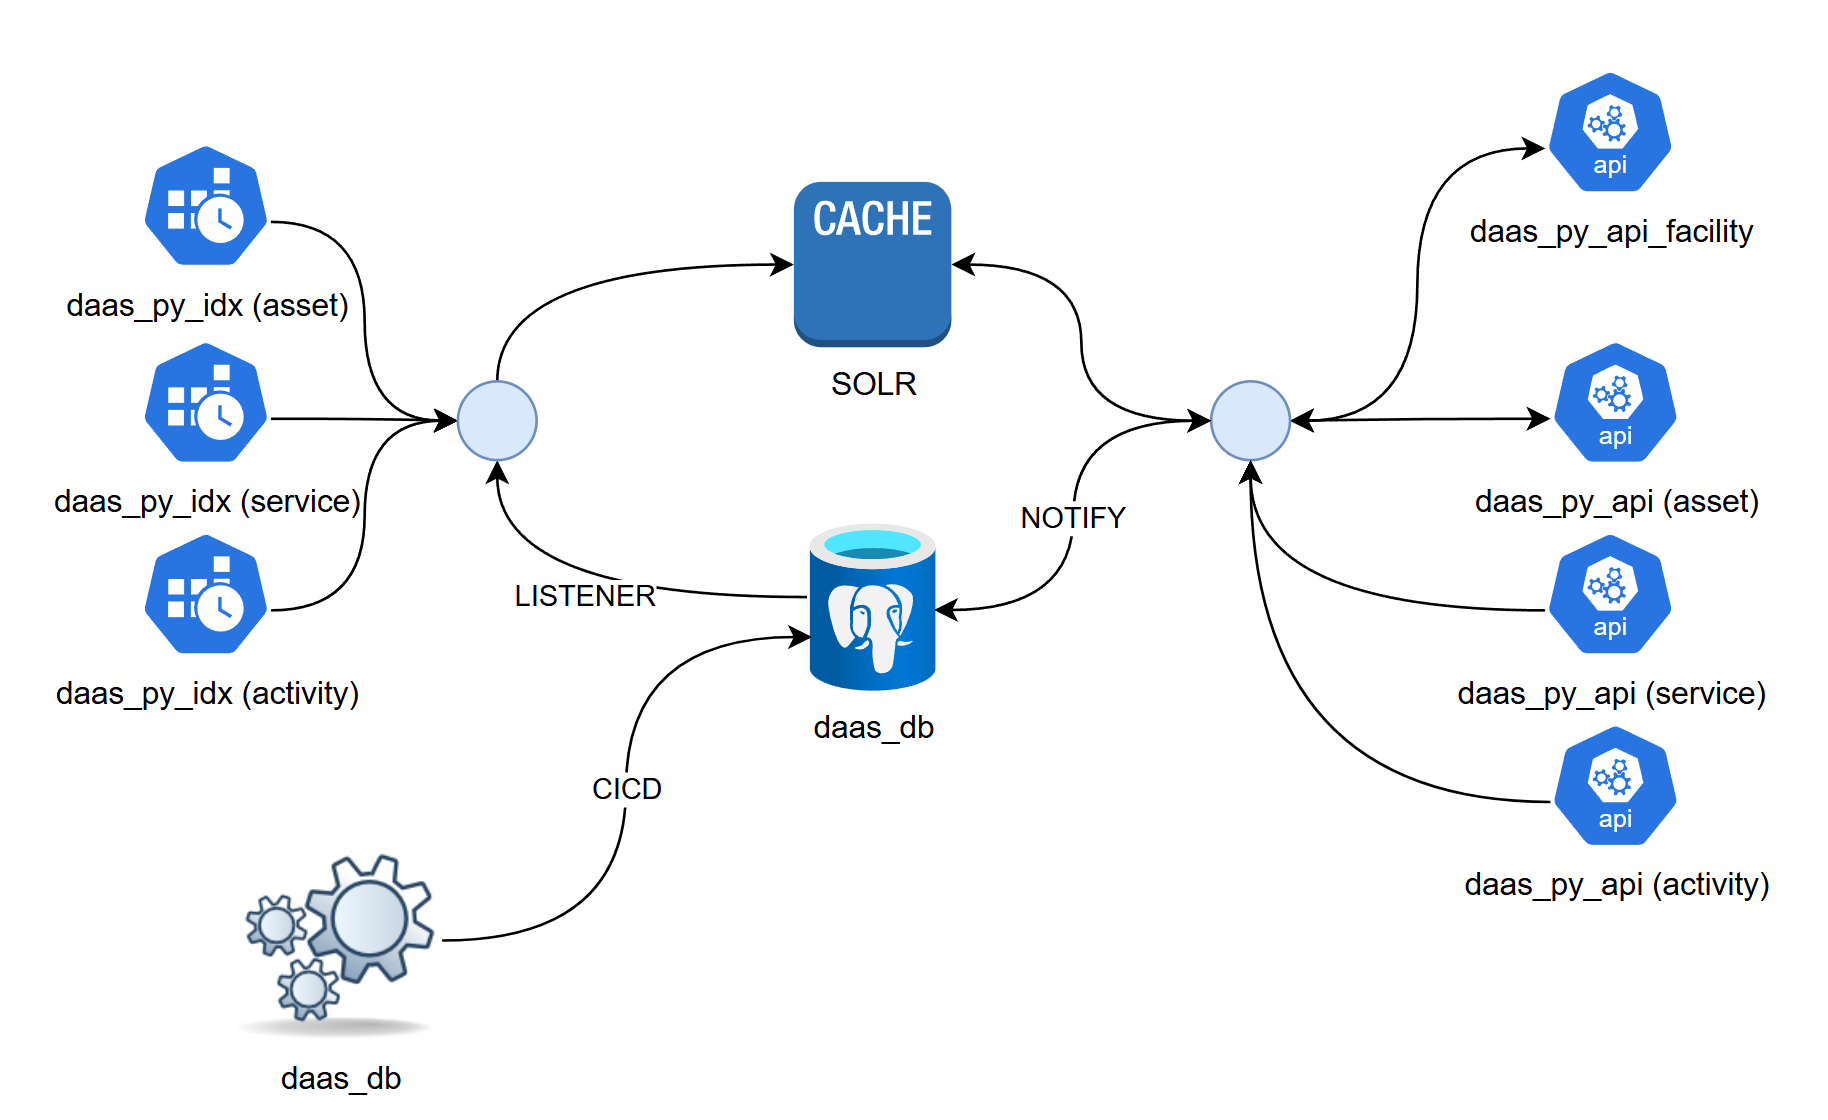 daas_py_idx (asset)
daas_py_idx (service)
daas_py_idx (activity)
CACHE
SOLR
LISTENER
NOTIFY
daas_db
CICD
daas_db
api
daas_py_api_facility
api
daas_py_api (asset)
api
daas_py_api (service)
api
daas_py_api (activity)